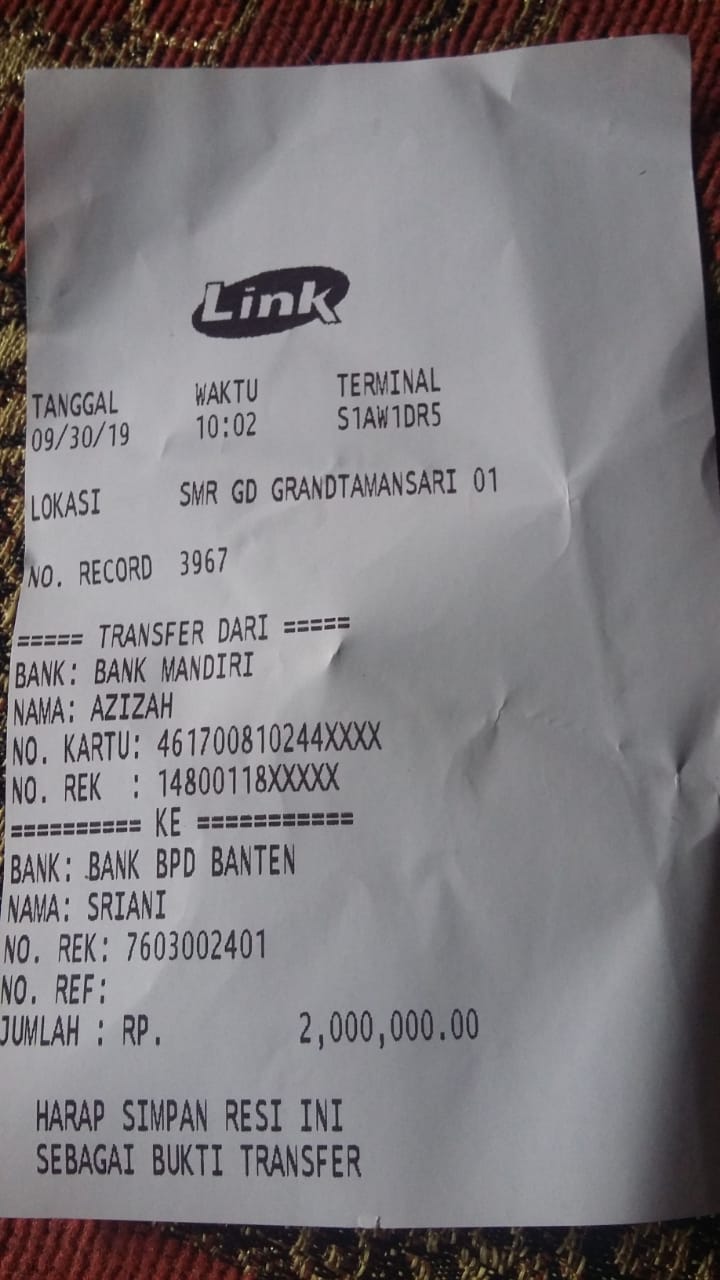 Link
TANGGAL WAKTU TERMINAL
09/30/19 10:02 S1AW1DR5
LOKASI SMR GD GRANDTAMANSARI 01
NO. RECORD 3967
===== TRANSFER DARI =====
BANK: BANK MANDIRI
NAMA: AZIZAH
NO. KARTU: 461700810244XXXX
NO. REK : 14800118XXXXX
========== KE ============
BANK: BANK BPD BANTEN
NAMA: SRIANI
NO. REK: 7603002401
NO. REF:
JUMLAH : RP. 2,000,000.00
HARAP SIMPAN RESI INI
SEBAGAI BUKTI TRANSFER